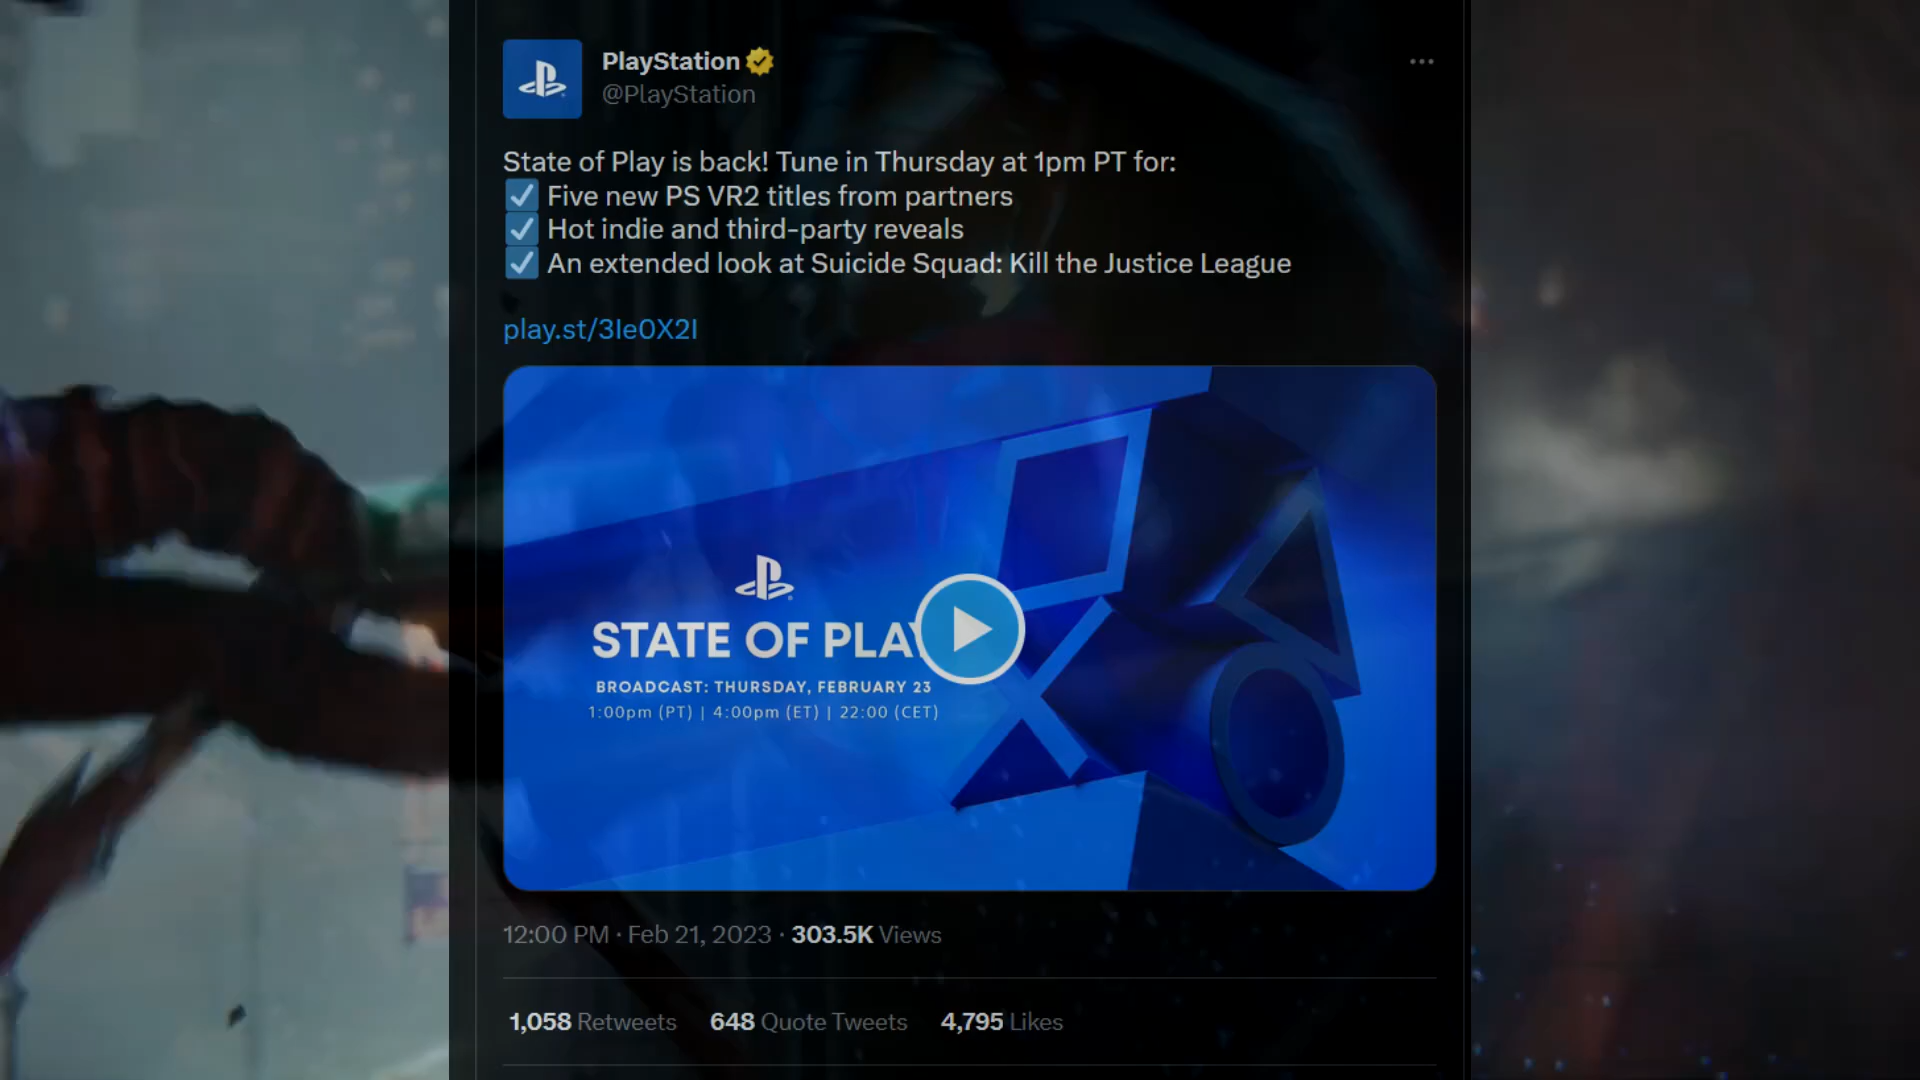 PlayStation
@PlayStation
State of Play is back! Tune in Thursday at 1pm PT for:
☑ Five new PS VR2 titles from partners
☑ Hot indie and third-party reveals
☑ An extended look at Suicide Squad: Kill the Justice League
play.st/3Ie0X2I
STATE OF PLAY
BROADCAST: THURSDAY, FEBRUARY 23
1:00pm (PT) | 4:00pm (ET) | 22:00 (CET)
12:00 PM · Feb 21, 2023 · 303.5K Views
1,058 Retweets 648 Quote Tweets 4,795 Likes